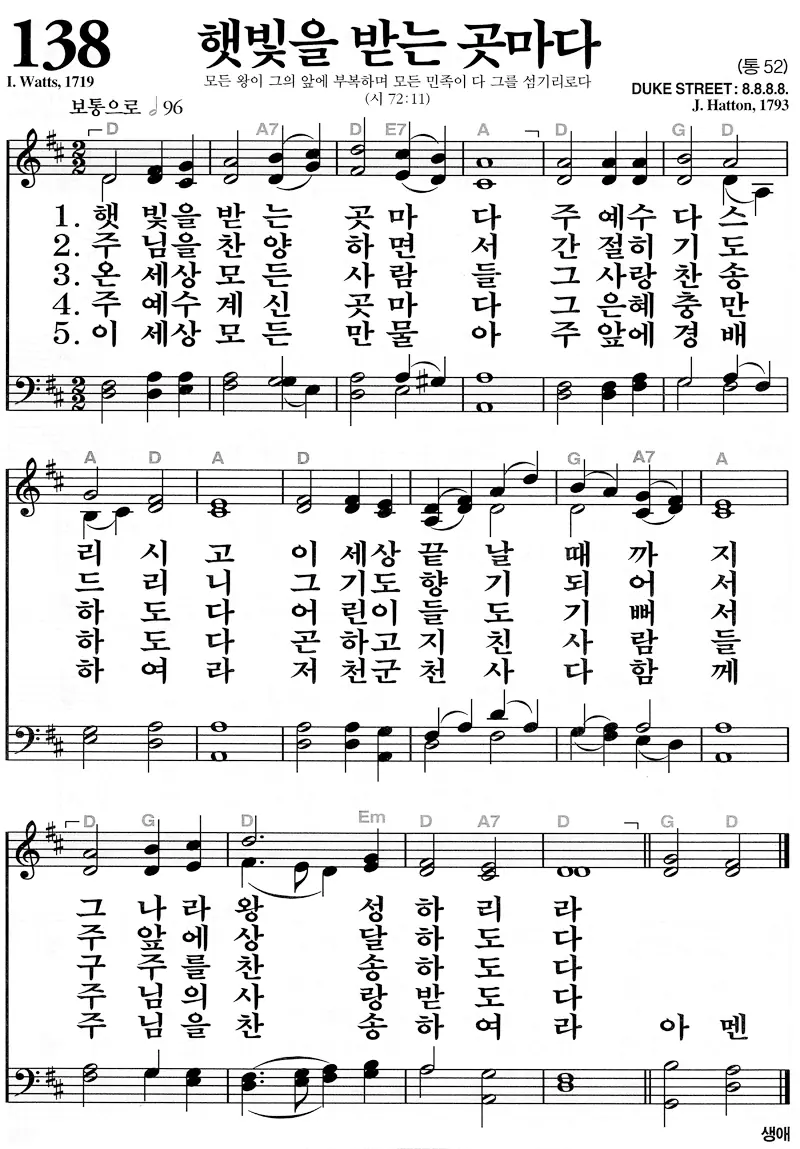 138 햇빛을 받는 곳마다
(통 52)
I. Watts, 1719
모든 왕이 그의 앞에 부복하며 모든 민족이 다 그를 섬기리로다
DUKE STREET : 8.8.8.8.
(시 72:11)
J. Hatton, 1793
보통으로 96
D A7 D E7 A D G D
1. 햇 빛을 받 는 곳 마 다 주 예수 다 스
2. 주 님을 찬 양 하 면 서 간 절히 기 도
3. 온 세상 모 든 사 람 들 그 사랑 찬 송
4. 주 예수 계 신 곳 마 다 그 은혜 충 만
5. 이 세상 모 든 만 물 아 주 앞에 경 배
A D A D G A7 A
리 시 고 이 세상 끝 날 때 까 지
드 리 니 그 기도 향 기 되 어 서
하 도 다 어 린이 들 도 기 뻐 서
하 도 다 곤 하고 지 친 사 람 들
하 여 라 저 천군 천 사 다 함 께
D G D Em D A7 D G D
그 나 라 왕 성 하 리 라
주 앞 에 상 달 하 도 다
구 주 를 찬 송 하 도 다
주 님 의 사 랑 받 도 다
주 님 을 찬 송 하 여 라 아 멘
생애